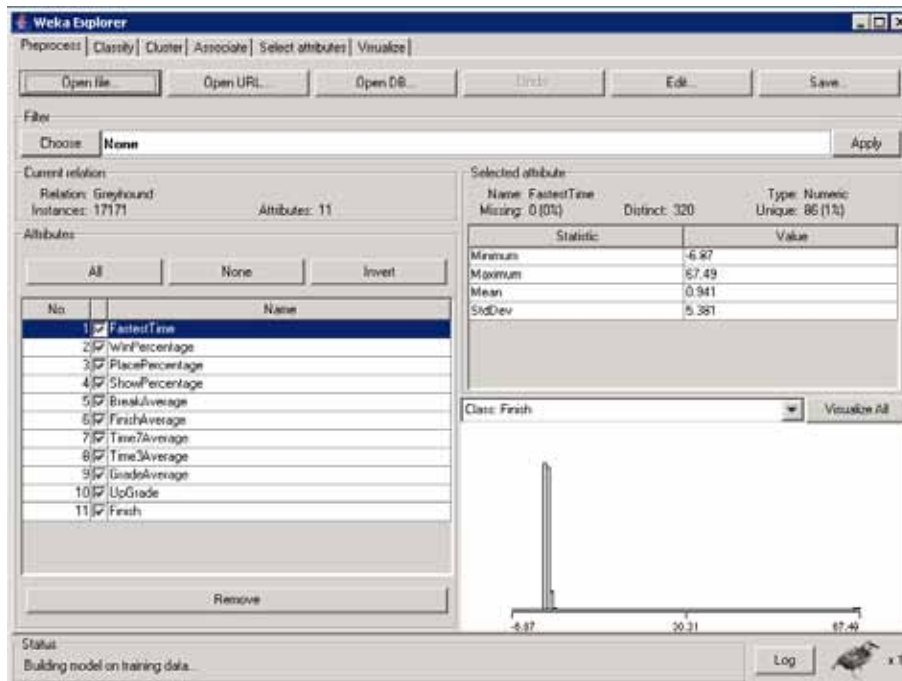 Weka Explorer
Preprocess Classify Cluster Associate Select attributes Visualize
Open file... Open URL... Open DB... Undo Edit... Save...
Filter
Choose None Apply
Current relation
Relation: Greyhound
Instances: 17171 Attributes: 11
Selected attribute
Name: FastestTime Type: Numeric
Missing: 0 (0%) Distinct: 320 Unique: 86 (1%)
Statistic Value
Minimum -6.87
Maximum 67.49
Mean 0.941
StdDev 5.381
Attributes
All None Invert
No. Name
1 FastestTime
2 WinPercentage
3 PlacePercentage
4 ShowPercentage
5 BreakAverage
6 FinishAverage
7 Time7Average
8 Time3Average
9 GradeAverage
10 UpGrade
11 Finish
Remove
Class: Finish Visualize All
-6.87 30.31 67.49
Status
Building model on training data...
Log x 1